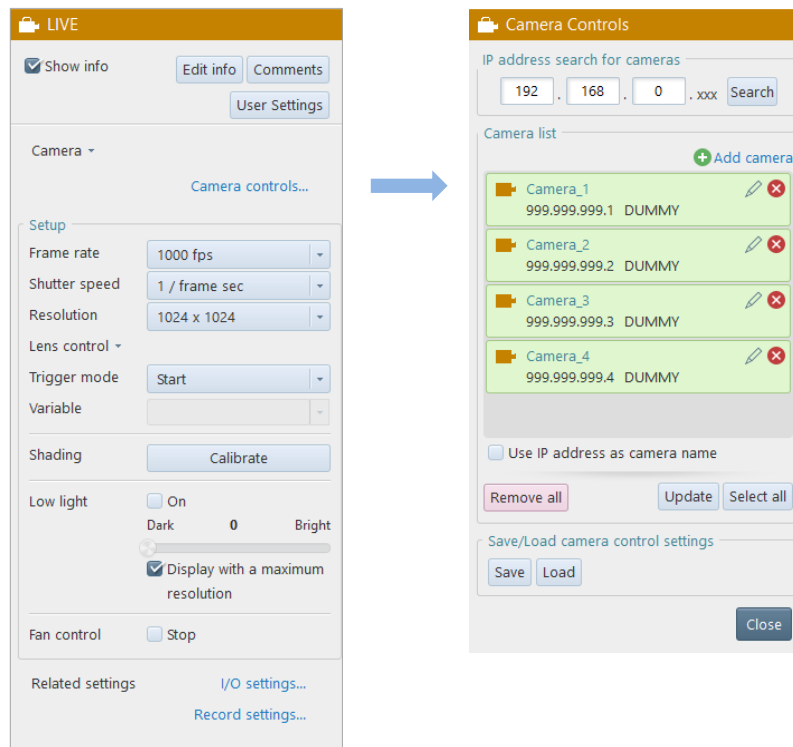 LIVE
Show info
Edit info
Comments
User Settings
Camera
Camera controls...
Setup
Frame rate
1000 fps
Shutter speed
1 / frame sec
Resolution
1024 x 1024
Lens control
Trigger mode
Start
Variable
Shading
Calibrate
Low light
On
Dark
0
Bright
Display with a maximum
resolution
Fan control
Stop
Related settings
I/O settings...
Record settings...
Camera Controls
IP address search for cameras
192 . 168 . 0 . xxx
Search
Camera list
Add camera
Camera_1
999.999.999.1 DUMMY
Camera_2
999.999.999.2 DUMMY
Camera_3
999.999.999.3 DUMMY
Camera_4
999.999.999.4 DUMMY
Use IP address as camera name
Remove all
Update
Select all
Save/Load camera control settings
Save
Load
Close